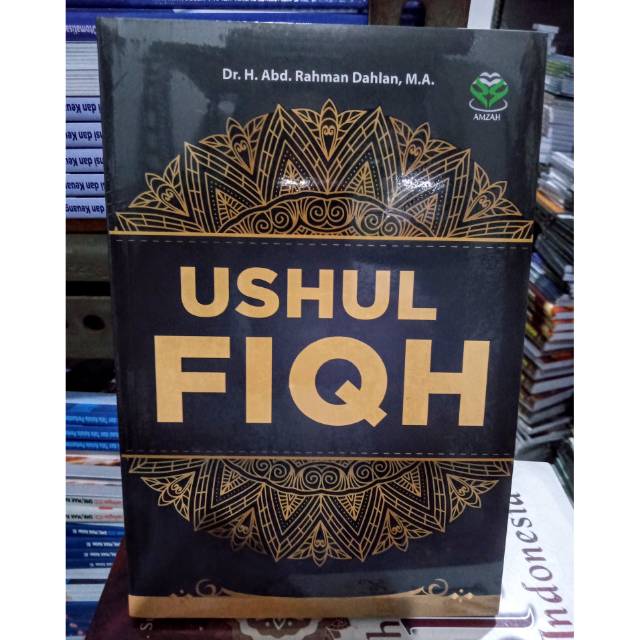 Dr. H. Abd. Rahman Dahlan, M.A.
AMZAH
USHUL
FIQH
Indonesia